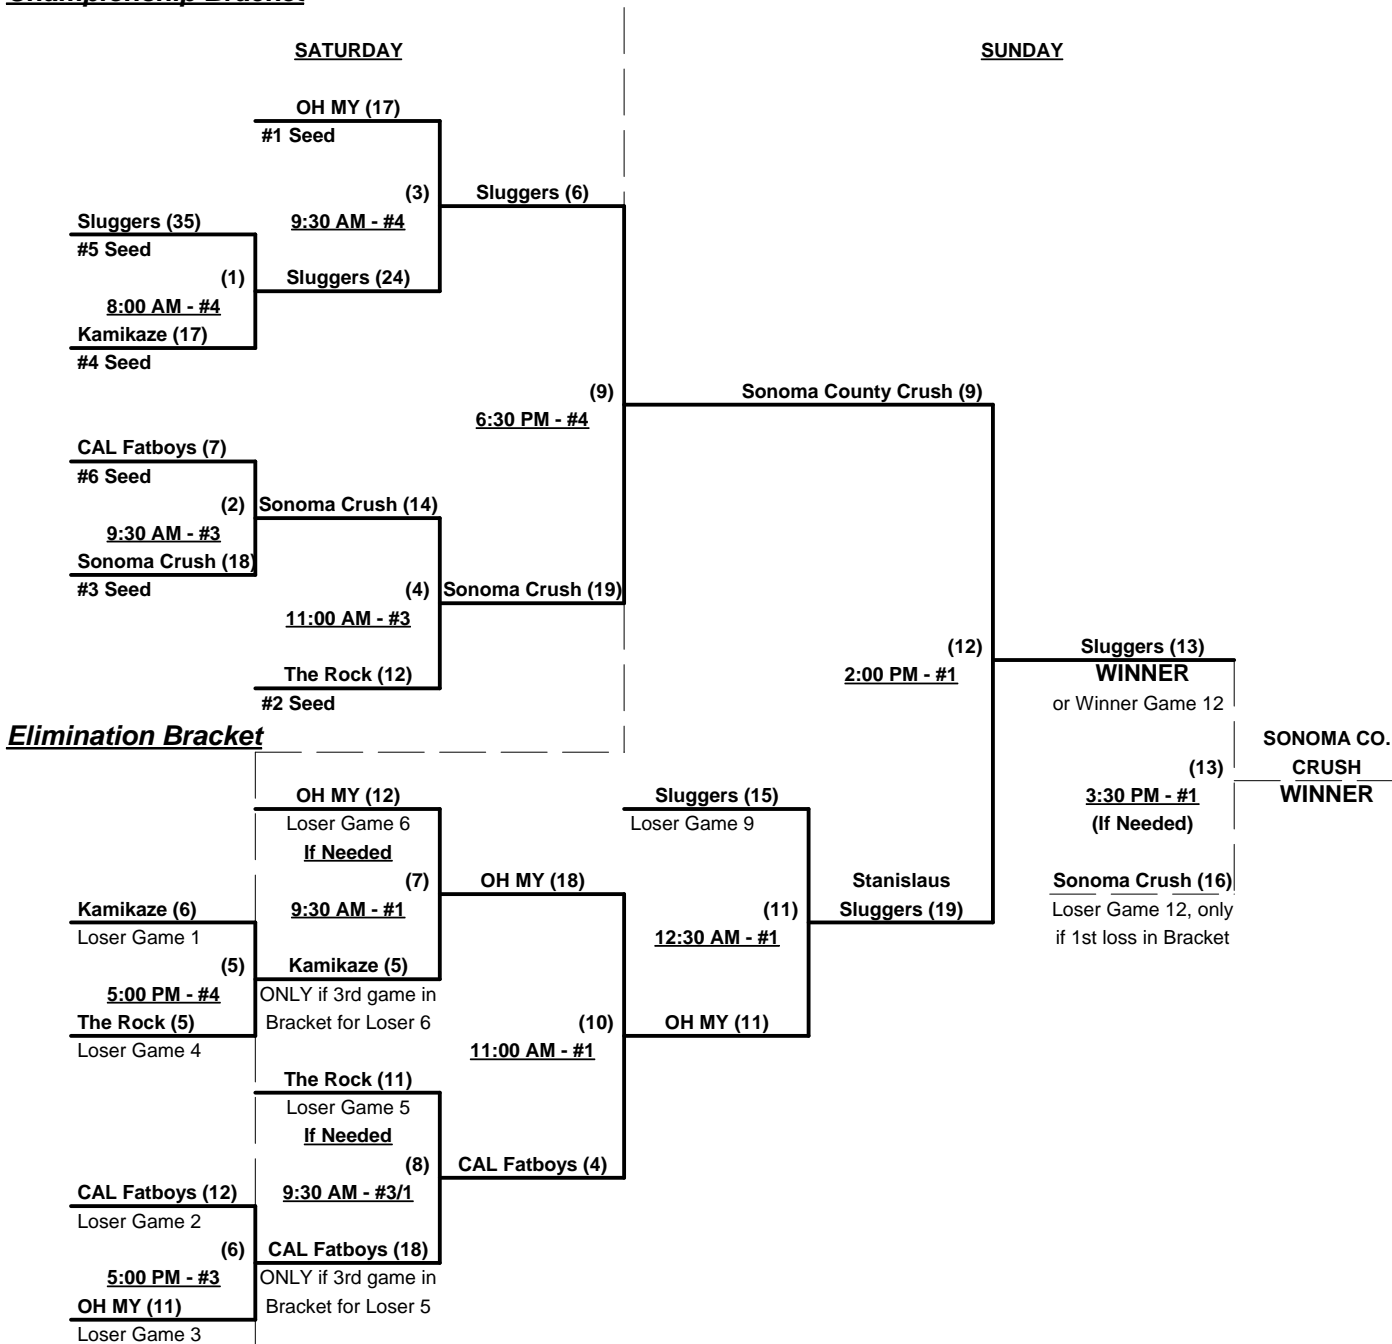 Championship Bracket
SATURDAY
SUNDAY
OH MY (17)
#1 Seed
(3)
Sluggers (6)
9:30 AM - #4
Sluggers (35)
#5 Seed
(1)
Sluggers (24)
8:00 AM - #4
Kamikaze (17)
#4 Seed
(9)
Sonoma County Crush (9)
6:30 PM - #4
CAL Fatboys (7)
#6 Seed
(2)
Sonoma Crush (14)
9:30 AM - #3
Sonoma Crush (18)
#3 Seed
(4)
Sonoma Crush (19)
11:00 AM - #3
The Rock (12)
#2 Seed
(12)
2:00 PM - #1
Sluggers (13)
WINNER
or Winner Game 12
Elimination Bracket
SONOMA CO.
CRUSH
WINNER
(13)
3:30 PM - #1
(If Needed)
OH MY (12)
Loser Game 6
If Needed
(7)
OH MY (18)
9:30 AM - #1
Sluggers (15)
Loser Game 9
Stanislaus
Sluggers (19)
(11)
12:30 AM - #1
Sonoma Crush (16)
Loser Game 12, only
if 1st loss in Bracket
Kamikaze (6)
Loser Game 1
(5)
Kamikaze (5)
5:00 PM - #4
ONLY if 3rd game in
Bracket for Loser 6
The Rock (5)
Loser Game 4
(10)
OH MY (11)
11:00 AM - #1
The Rock (11)
Loser Game 5
If Needed
(8)
CAL Fatboys (4)
9:30 AM - #3/1
CAL Fatboys (12)
Loser Game 2
(6)
CAL Fatboys (18)
5:00 PM - #3
ONLY if 3rd game in
Bracket for Loser 5
OH MY (11)
Loser Game 3